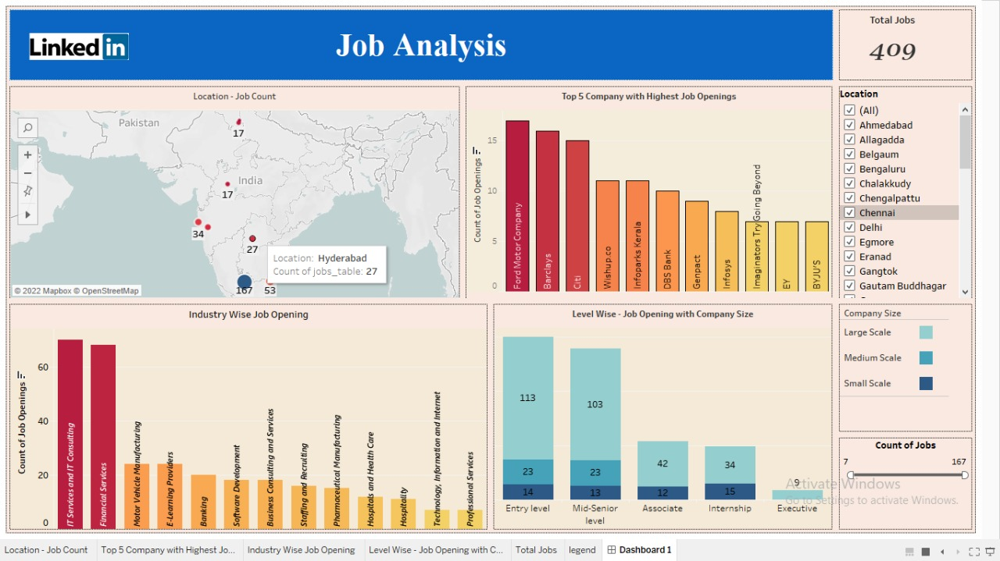 Linked in
Job Analysis
Total Jobs
409
Location - Job Count
Pakistan
India
17
17
34
27
167
53
Location: Hyderabad
Count of jobs_table: 27
© 2022 Mapbox © OpenStreetMap
Top 5 Company with Highest Job Openings
Count of Job Openings
15
10
5
0
Ford Motor Company
Barclays
Citi
Wishup.co
Infoparks Kerala
DBS Bank
Genpact
Infosys
Imaginators Try Going Beyond
EY
BYJU'S
Location
(All)
Ahmedabad
Allagadda
Belgaum
Bengaluru
Chalakkudy
Chengalpattu
Chennai
Delhi
Egmore
Eranad
Gangtok
Gautam Buddhagar
Industry Wise Job Opening
Count of Job Openings
60
40
20
0
IT Services and IT Consulting
Financial Services
Motor Vehicle Manufacturing
E-Learning Providers
Banking
Software Development
Business Consulting and Services
Staffing and Recruiting
Pharmaceutical Manufacturing
Hospitals and Health Care
Hospitality
Technology, Information and Internet
Professional Services
Level Wise - Job Opening with Company Size
113
23
14
103
23
13
42
12
34
15
9
Entry level
Mid-Senior
level
Associate
Internship
Executive
Company Size
Large Scale
Medium Scale
Small Scale
Count of Jobs
7 167
Activate Windows
Go to Settings to activate Windows.
Location - Job Count
Top 5 Company with Highest Jo...
Industry Wise Job Opening
Level Wise - Job Opening with C...
Total Jobs
legend
Dashboard 1